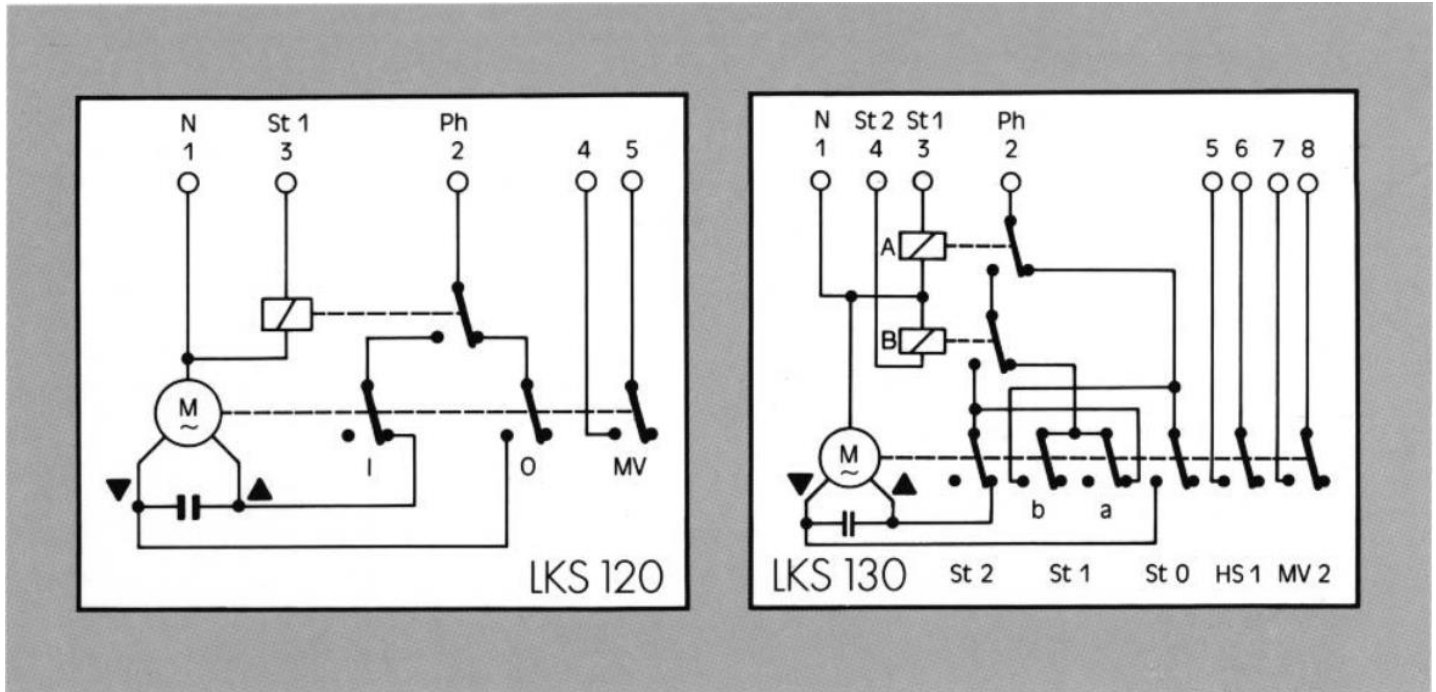 N St 1 Ph
1 3 2 4 5
M
~
I O MV
LKS 120
N St 2 St 1 Ph
1 4 3 2 5 6 7 8
A
B
M
~
b a
LKS 130 St 2 St 1 St 0 HS 1 MV 2